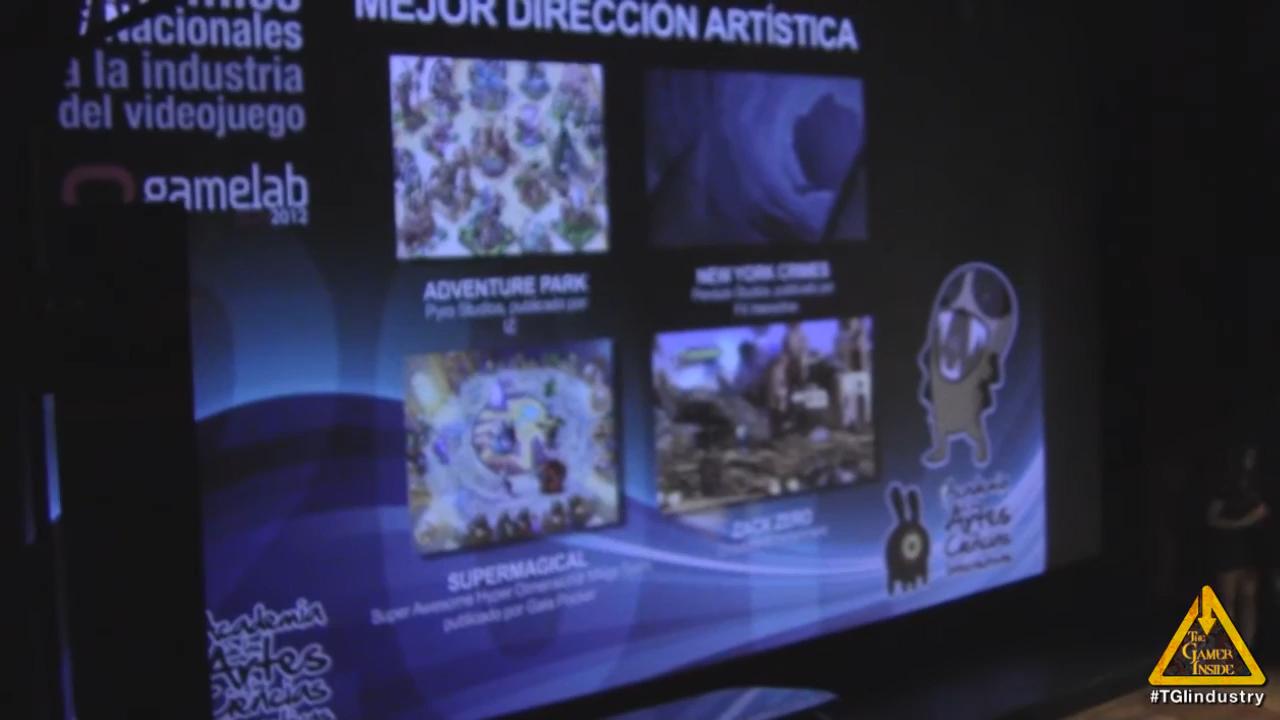 MEJOR DIRECCIÓN ARTÍSTICA
nacionales
a la industria
del videojuego
gamelab
2012
ADVENTURE PARK
Pyro Studios, publicado por
NEW YORK CRIMES
SUPERMAGICAL
Super Awesome Hyper Dimensional Mega Team
publicado por Gaia
ZACK ZERO
Academia
Artes
Ciencias
Artes
Ciencias
THE
GAMER
INSIDE
#TGIindustry